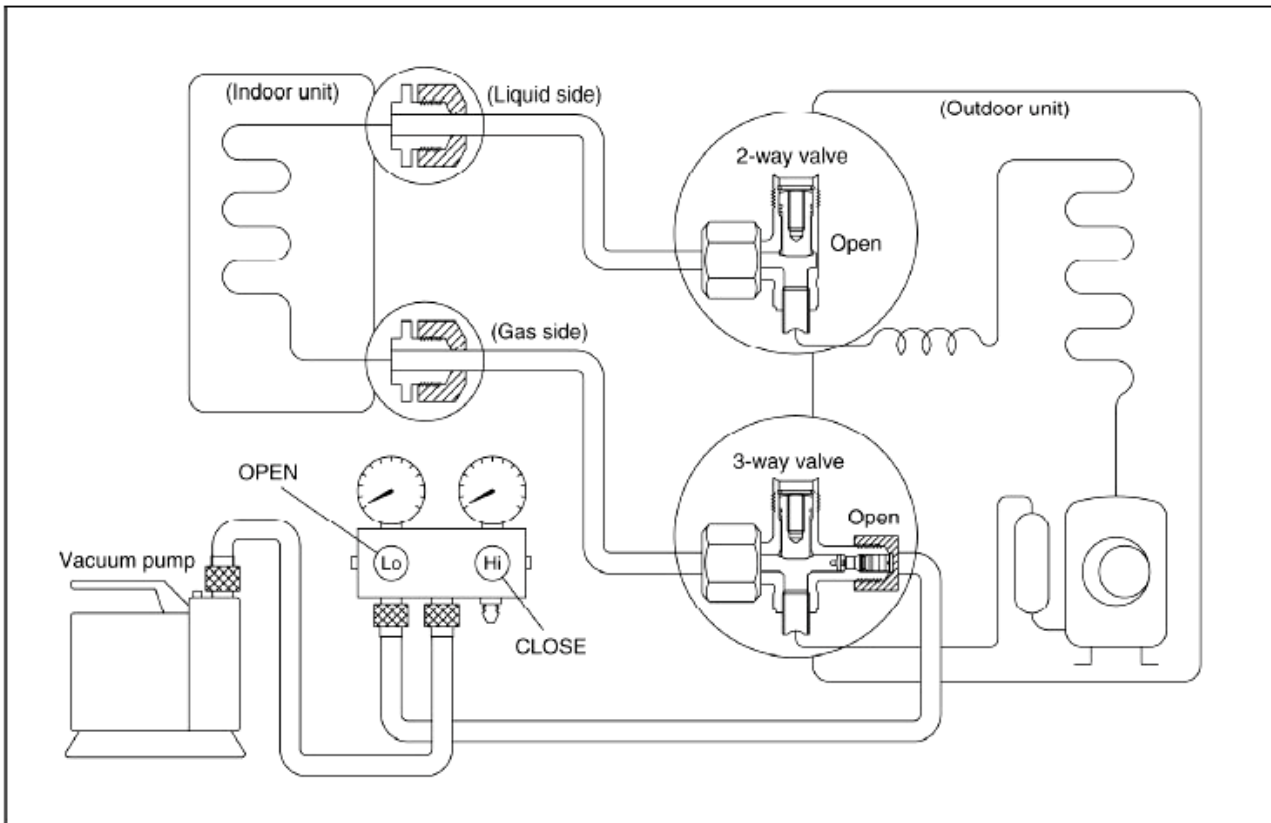 (Indoor unit)
(Liquid side)
(Outdoor unit)
2-way valve
Open
(Gas side)
3-way valve
Open
OPEN
Vacuum pump
Lo
Hi
CLOSE